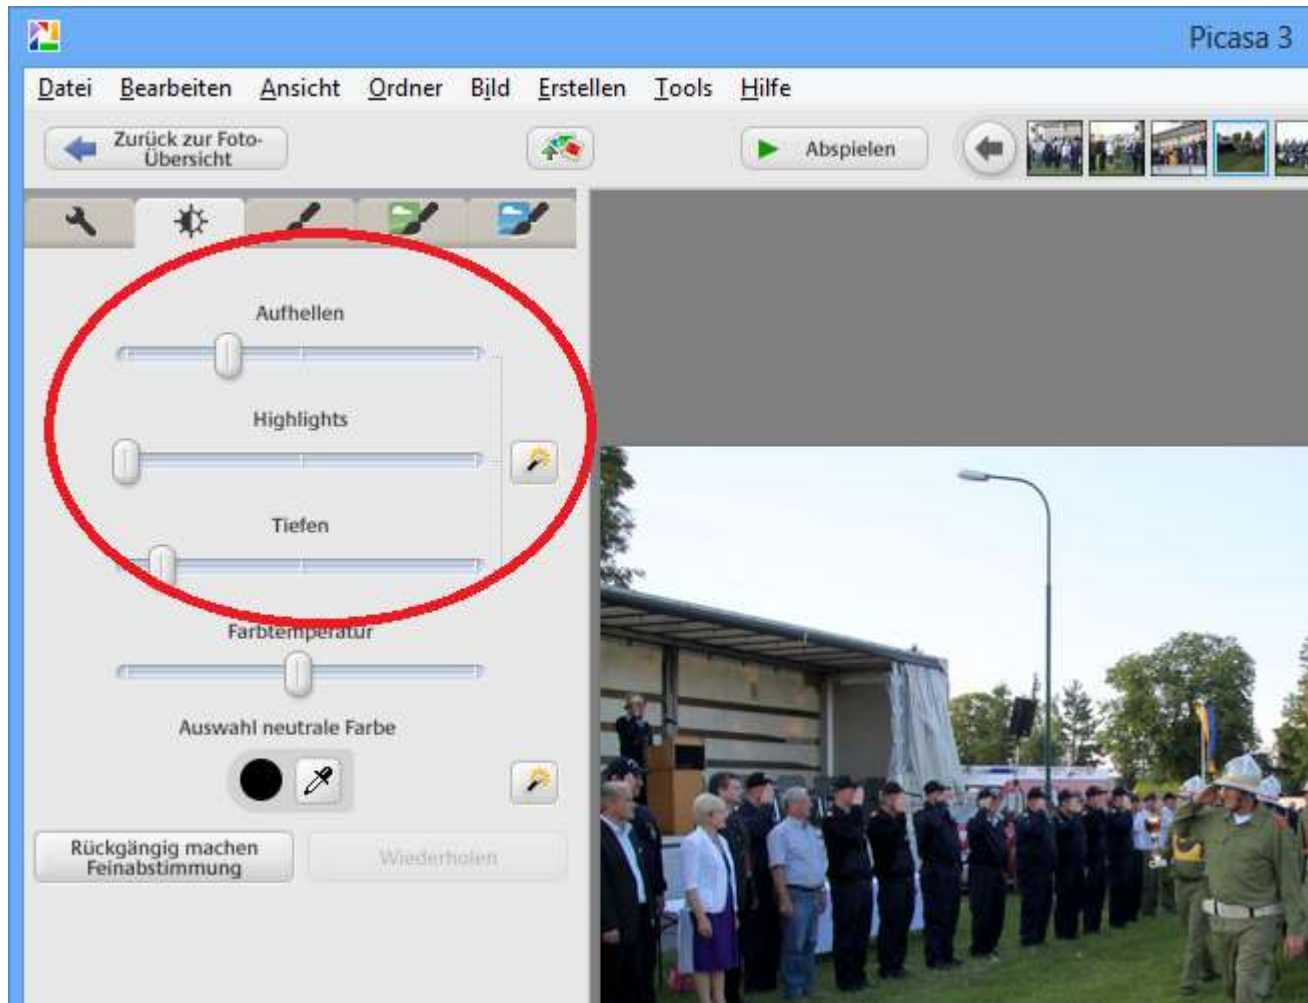 Picasa 3
Datei Bearbeiten Ansicht Ordner Bild Erstellen Tools Hilfe
Zurück zur Foto-
Übersicht
Abspielen
Aufhellen
Highlights
Tiefen
Farbtemperatur
Auswahl neutrale Farbe
Rückgängig machen
Feinabstimmung
Wiederholen